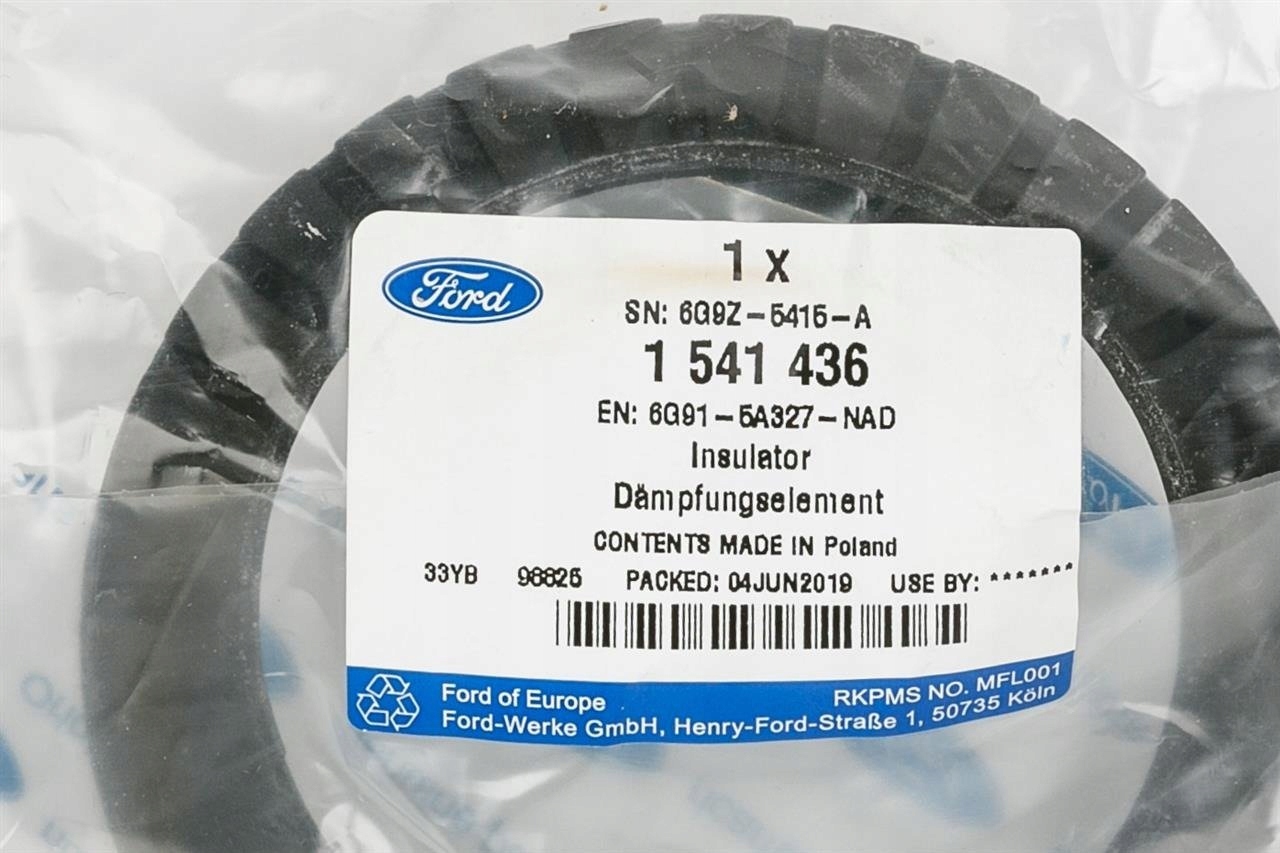 Ford
1 x
SN: 6G9Z-5415-A
1 541 436
EN: 6G91-5A327-NAD
Insulator
Dämpfungselement
CONTENTS MADE IN Poland
33YB 98825 PACKED: 04JUN2019 USE BY: *******
Ford of Europe RKPMS NO. MFL001
Ford-Werke GmbH, Henry-Ford-Straße 1, 50735 Köln